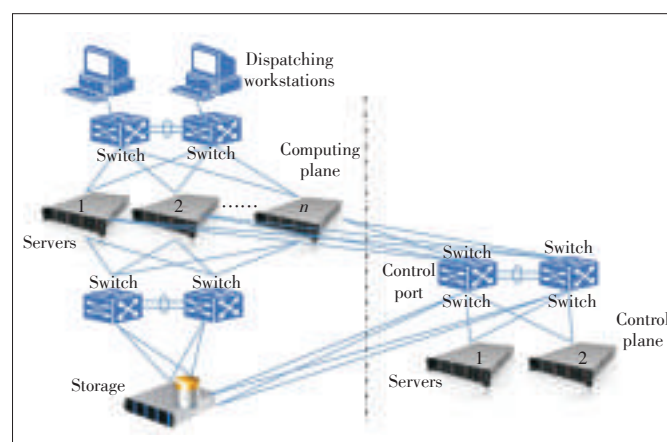 Dispatching
workstations
Switch
Switch
Computing
plane
1
2
......
n
Servers
Switch
Switch
Control
port
Switch
Switch
Switch
Switch
Control
plane
1
2
Servers
Storage